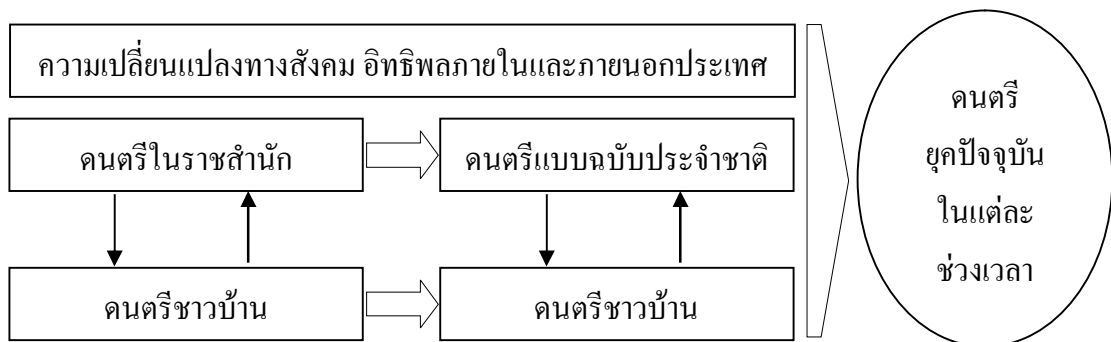 ความเปลี่ยนแปลงทางสังคม อิทธิพลภายในและภายนอกประเทศ
ดนตรีในราชสำนัก
ดนตรีแบบฉบับประจำชาติ
ดนตรีชาวบ้าน
ดนตรีชาวบ้าน
ดนตรี
ยุคปัจจุบัน
ในแต่ละ
ช่วงเวลา